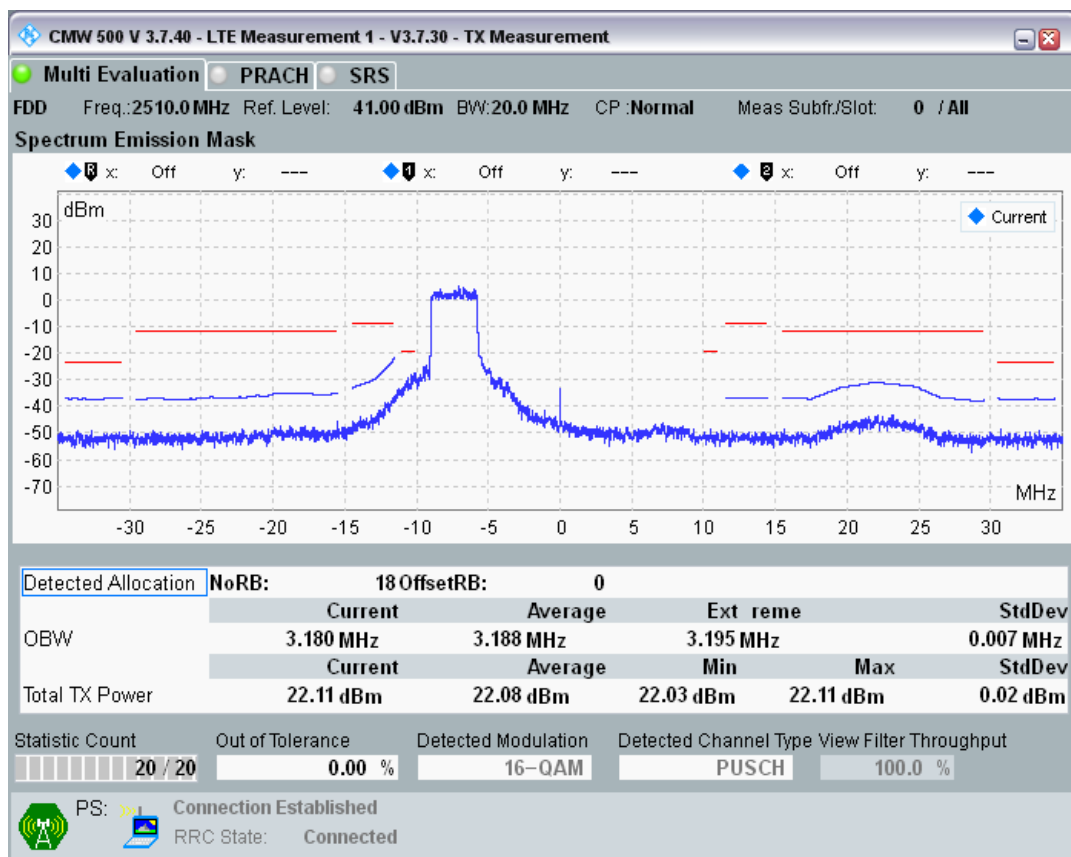 CMW 500 V 3.7.40 - LTE Measurement 1 - V3.7.30 - TX Measurement
Multi Evaluation PRACH SRS
FDD Freq.:2510.0 MHz Ref. Level: 41.00 dBm BW:20.0 MHz CP :Normal Meas Subfr./Slot: 0 / All
Spectrum Emission Mask
R x: Off y: --- 1 x: Off y: --- 2 x: Off y: ---
dBm
Current
30
20
10
0
-10
-20
-30
-40
-50
-60
-70
MHz
-30 -25 -20 -15 -10 -5 0 5 10 15 20 25 30
Detected Allocation NoRB: 18 OffsetRB: 0
Current Average Ext reme StdDev
OBW 3.180 MHz 3.188 MHz 3.195 MHz 0.007 MHz
Current Average Min Max StdDev
Total TX Power 22.11 dBm 22.08 dBm 22.03 dBm 22.11 dBm 0.02 dBm
Statistic Count Out of Tolerance Detected Modulation Detected Channel Type View Filter Throughput
20 / 20 0.00 % 16-QAM PUSCH 100.0 %
PS: Connection Established
RRC State: Connected